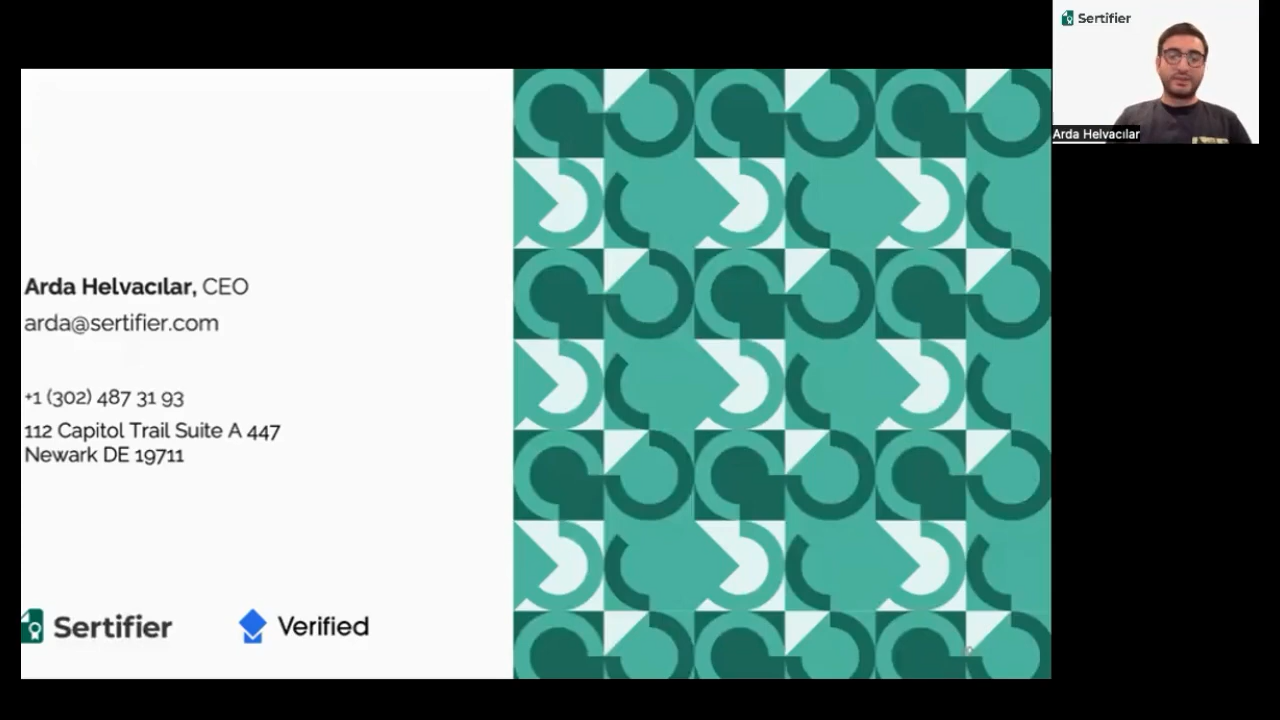 Sertifier
Arda Helvacılar
Arda Helvacılar, CEO
arda@sertifier.com
+1 (302) 487 31 93
112 Capitol Trail Suite A 447
Newark DE 19711
Sertifier
Verified